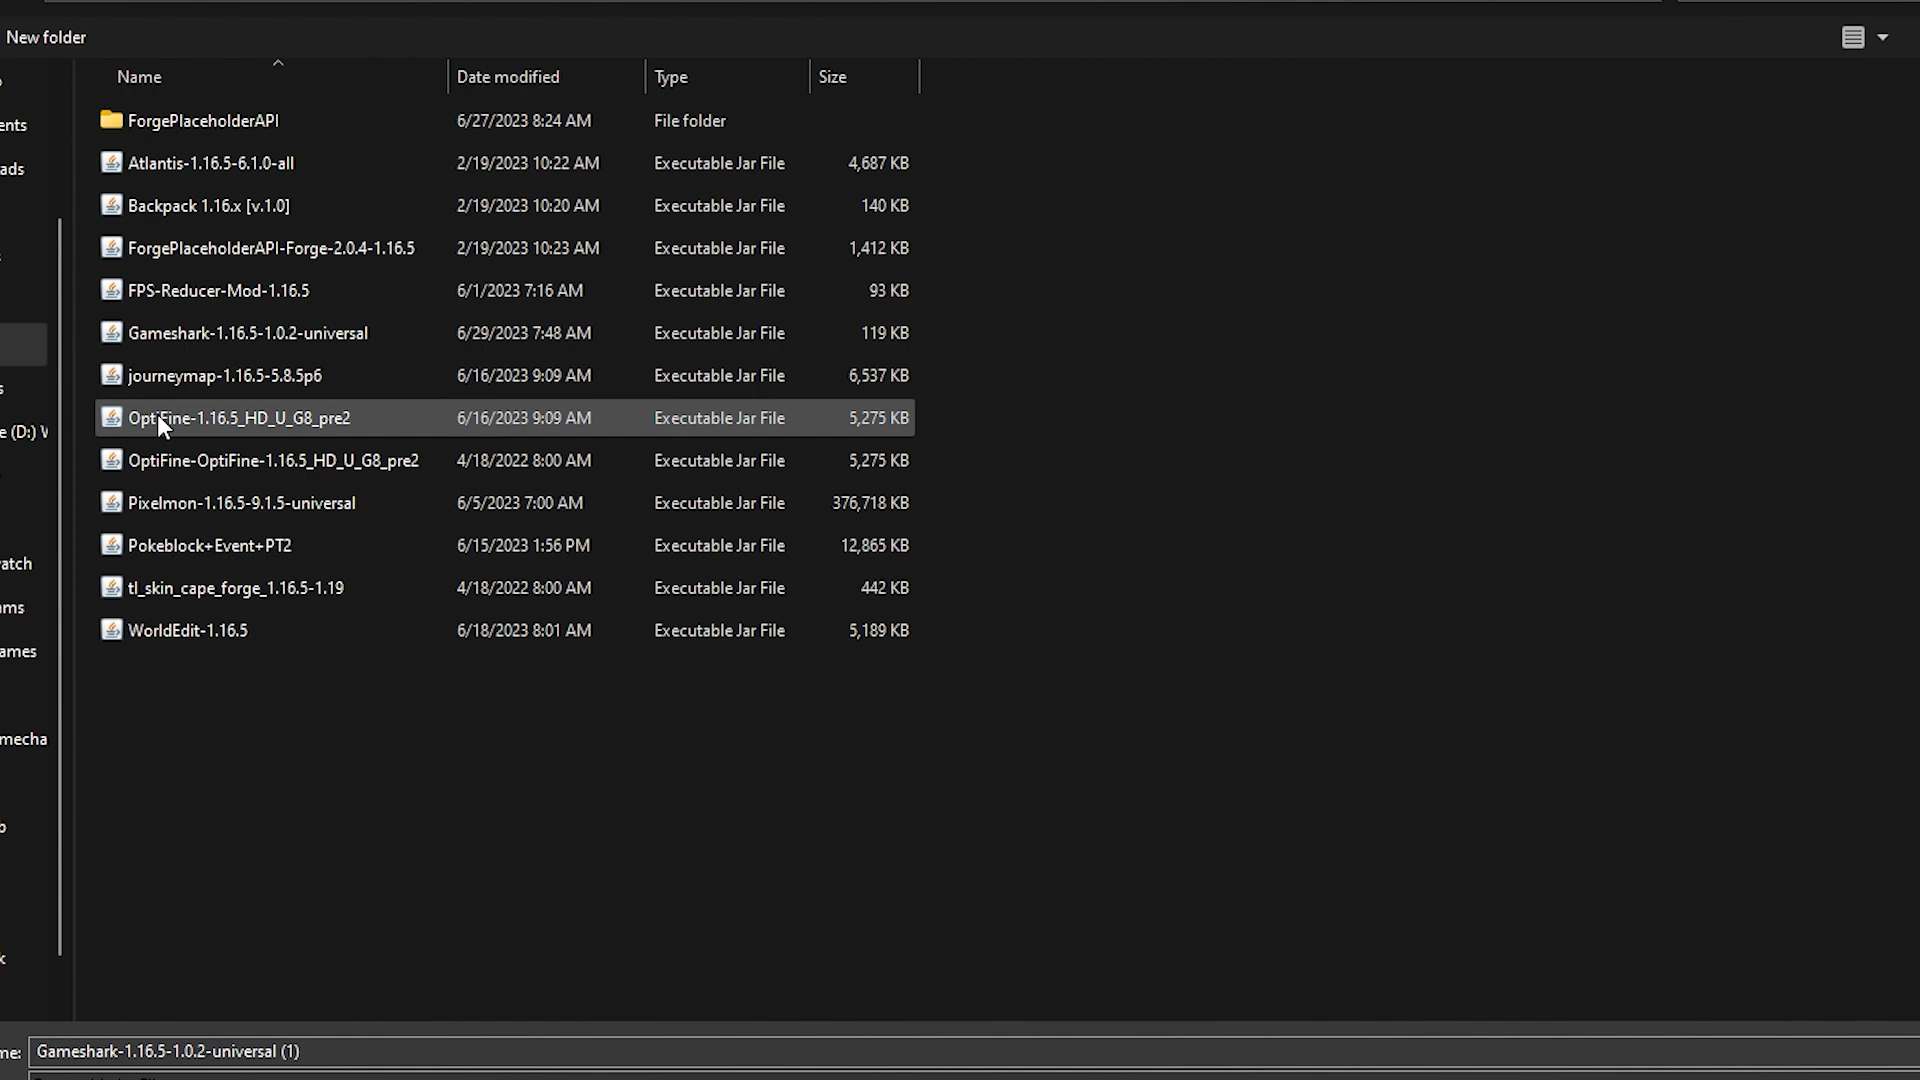 New folder
Name Date modified Type Size
ents
ForgePlaceholderAPI 6/27/2023 8:24 AM File folder
ads
Atlantis-1.16.5-6.1.0-all 2/19/2023 10:22 AM Executable Jar File 4,687 KB
Backpack 1.16.x [v.1.0] 2/19/2023 10:20 AM Executable Jar File 140 KB
ForgePlaceholderAPI-Forge-2.0.4-1.16.5 2/19/2023 10:23 AM Executable Jar File 1,412 KB
FPS-Reducer-Mod-1.16.5 6/1/2023 7:16 AM Executable Jar File 93 KB
Gameshark-1.16.5-1.0.2-universal 6/29/2023 7:48 AM Executable Jar File 119 KB
journeymap-1.16.5-5.8.5p6 6/16/2023 9:09 AM Executable Jar File 6,537 KB
s
OptiFine-1.16.5_HD_U_G8_pre2 6/16/2023 9:09 AM Executable Jar File 5,275 KB
e (D:) V
OptiFine-OptiFine-1.16.5_HD_U_G8_pre2 4/18/2022 8:00 AM Executable Jar File 5,275 KB
Pixelmon-1.16.5-9.1.5-universal 6/5/2023 7:00 AM Executable Jar File 376,718 KB
Pokeblock+Event+PT2 6/15/2023 1:56 PM Executable Jar File 12,865 KB
atch
tl_skin_cape_forge_1.16.5-1.19 4/18/2022 8:00 AM Executable Jar File 442 KB
ams
WorldEdit-1.16.5 6/18/2023 8:01 AM Executable Jar File 5,189 KB
ames
mecha
b
k
me: Gameshark-1.16.5-1.0.2-universal (1)